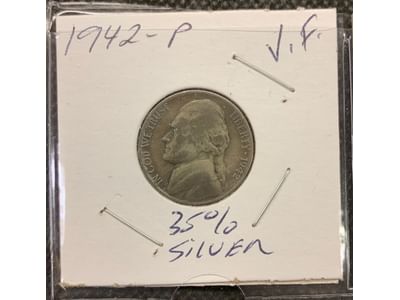 1942-P V.F.
IN GOD WE TRUST LIBERTY 1942
35%
SILVER